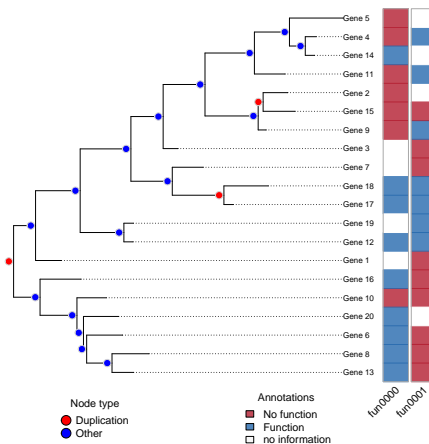 Gene 5
Gene 4
Gene 14
Gene 11
Gene 2
Gene 15
Gene 9
Gene 3
Gene 7
Gene 18
Gene 17
Gene 19
Gene 12
Gene 1
Gene 16
Gene 10
Gene 20
Gene 6
Gene 8
Gene 13
fun0000
fun0001
Node type
Duplication
Other
Annotations
No function
Function
no information